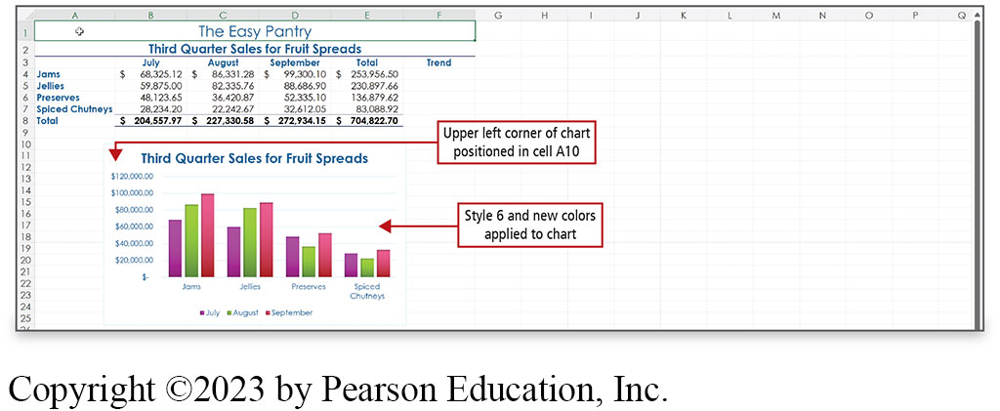 A B C D E F G H I J K L M N O P Q
1 The Easy Pantry
2 Third Quarter Sales for Fruit Spreads
3 July August September Total Trend
4 Jams $ 68,325.12 $ 86,331.28 $ 99,300.10 $ 253,956.50
5 Jellies 59,875.00 82,335.76 88,686.90 230,897.66
6 Preserves 48,123.65 36,420.87 52,335.10 136,879.62
7 Spiced Chutneys 28,234.20 22,242.67 32,612.05 83,088.92
8 Total $ 204,557.97 $ 227,330.58 $ 272,934.15 $ 704,822.70
9
10
11
12
13
14
15
16
17
18
19
20
21
22
23
24
25
Upper left corner of chart
positioned in cell A10
Third Quarter Sales for Fruit Spreads
$120,000.00
$100,000.00
$80,000.00
$60,000.00
$40,000.00
$20,000.00
$-
Style 6 and new colors
applied to chart
Jams Jellies Preserves Spiced
Chutneys
July August September
Copyright ©2023 by Pearson Education, Inc.